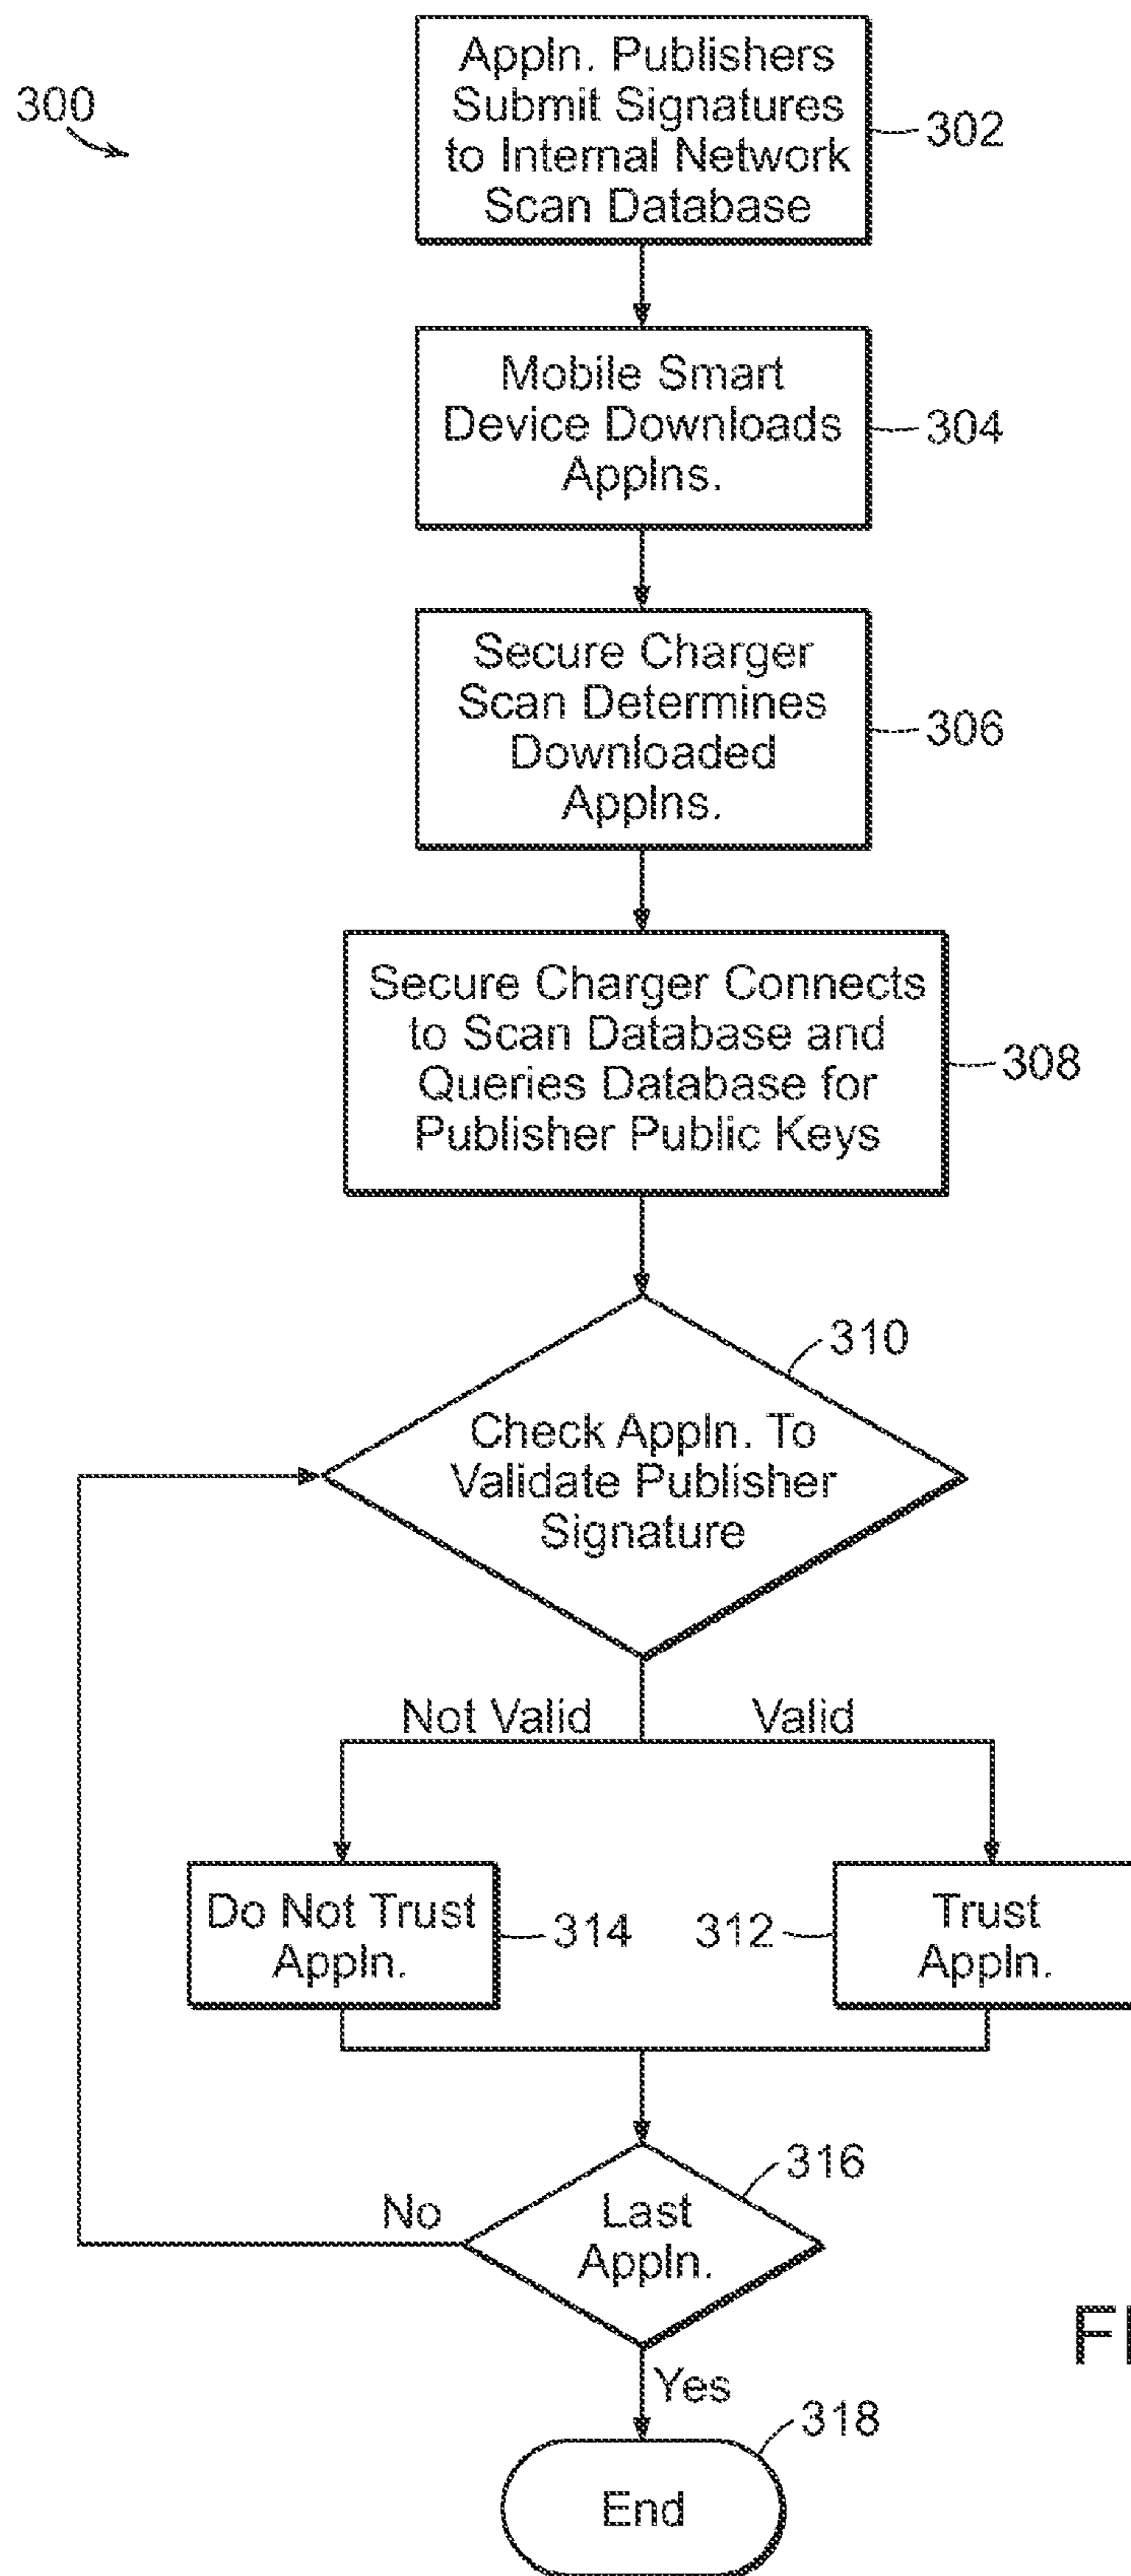 300
Appln. Publishers
Submit Signatures
to Internal Network
Scan Database
302
Mobile Smart
Device Downloads
Applns.
304
Secure Charger
Scan Determines
Downloaded
Applns.
306
Secure Charger Connects
to Scan Database and
Queries Database for
Publisher Public Keys
308
310
Check Appln. To
Validate Publisher
Signature
Not Valid
Valid
Do Not Trust
Appln.
314
312
Trust
Appln.
316
No
Last
Appln.
Yes
318
End